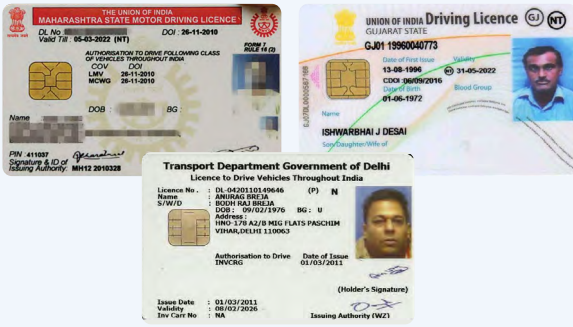 THE UNION OF INDIA
MAHARASHTRA STATE MOTOR DRIVING LICENCE
DL No
DOI : 26-11-2010
Valid Till : 05-03-2022 (NT)
FORM 7
RULE 16 (2)
AUTHORISATION TO DRIVE FOLLOWING CLASS
OF VEHICLES THROUGHOUT INDIA
COV DOI
LMV 26-11-2010
MCWG 26-11-2010
DOB : BG :
Name
PIN : 411037
Signature & ID of
Issuing Authority: MH12 2010328
UNION OF INDIA Driving Licence GJ NT
GUJARAT STATE
GJ01 19960040773
Date of First Issue Validity
13-08-1996 NT 31-05-2022
CDOI :06/09/2016
Date of Birth Blood Group
01-06-1972
Name
ISHWARBHAI J DESAI
Son/Daughter/Wife of
Transport Department Government of Delhi
Licence to Drive Vehicles Throughout India
Licence No. : DL-0420110149646 (P) N
Name : ANURAG BREJA
S/W/D : BODH RAJ BREJA
DOB : 09/02/1976 BG : U
Address :
HNO-178 A2/B MIG FLATS PASCHIM
VIHAR,DELHI 110063
Authorisation to Drive Date of Issue
INVCRG 01/03/2011
(Holder's Signature)
Issue Date : 01/03/2011
Validity : 08/02/2026
Inv Carr No : NA
Issuing Authority (WZ)